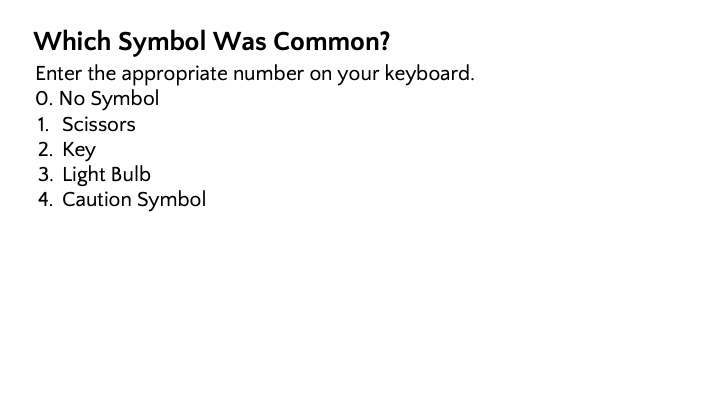 Which Symbol Was Common?
Enter the appropriate number on your keyboard.
0. No Symbol
1. Scissors
2. Key
3. Light Bulb
4. Caution Symbol